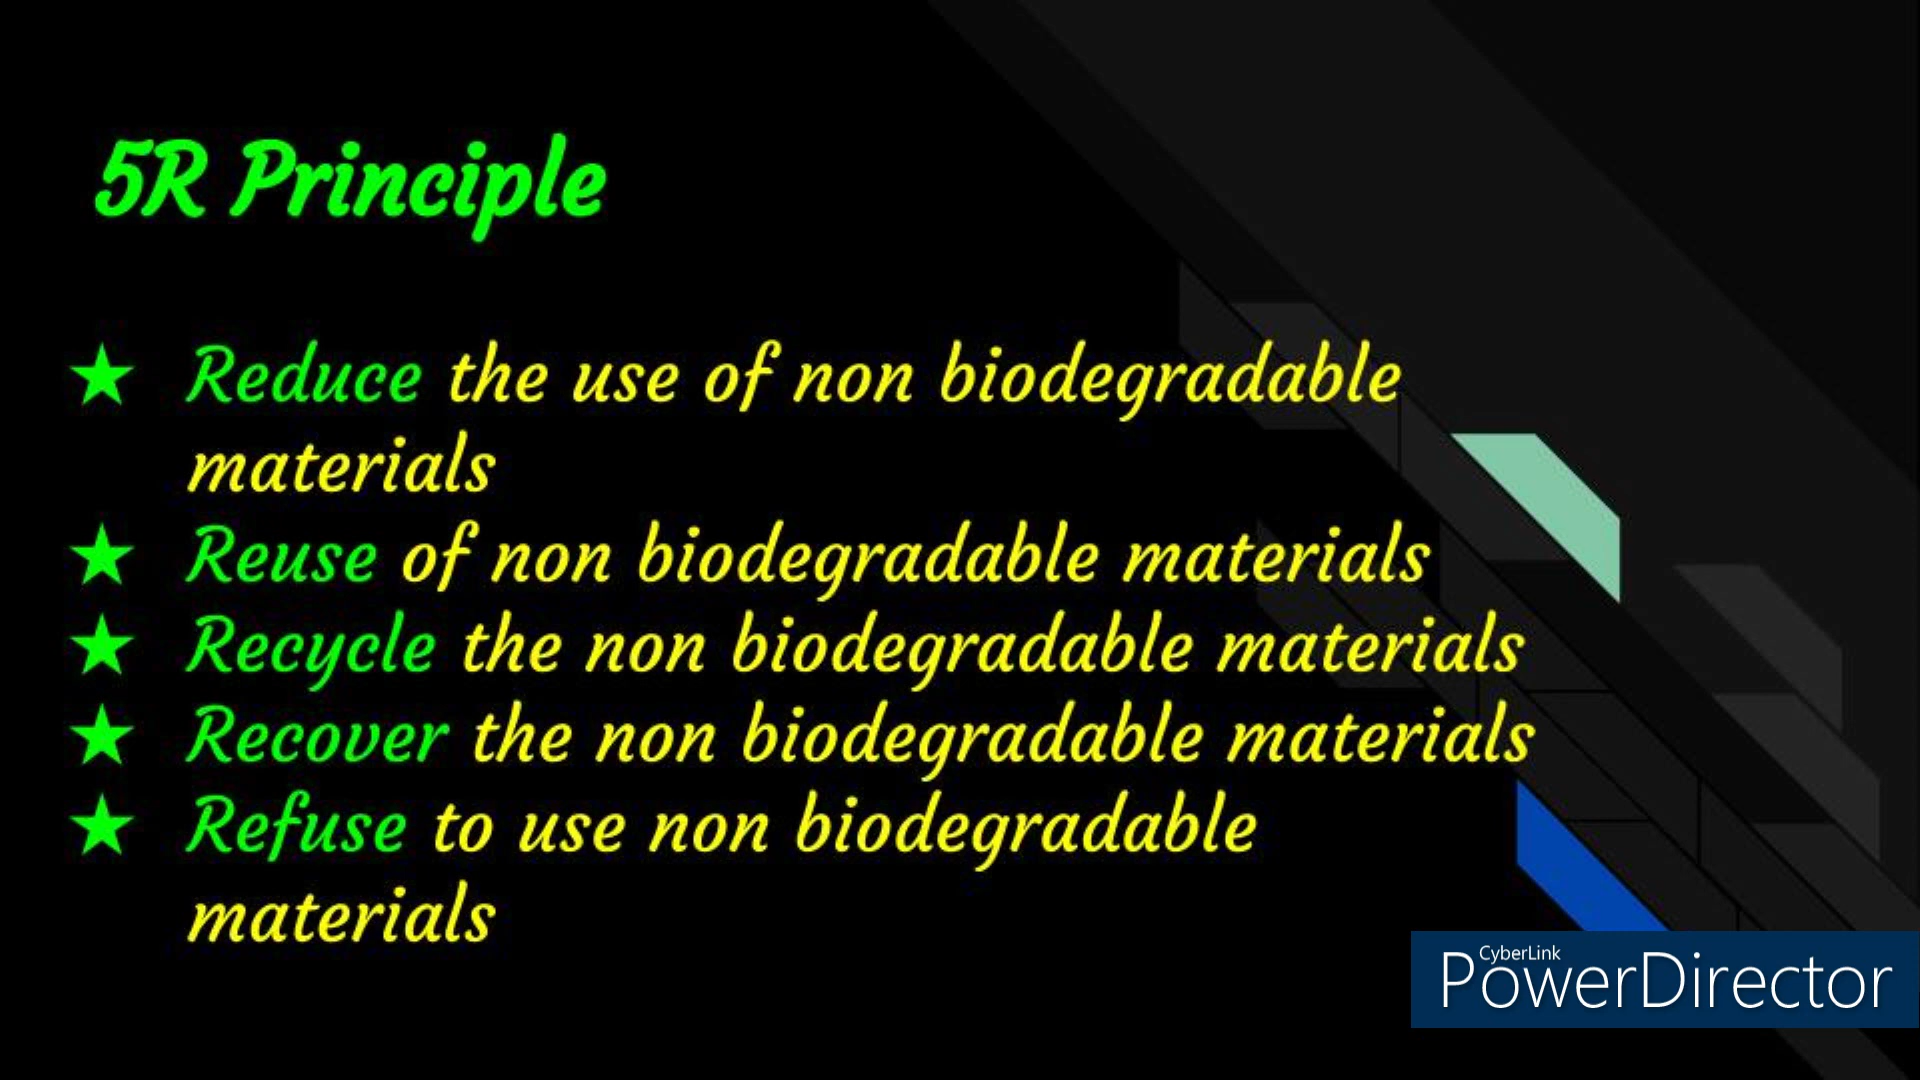 5R Principle
★ Reduce the use of non biodegradable
materials
★ Reuse of non biodegradable materials
★ Recycle the non biodegradable materials
★ Recover the non biodegradable materials
★ Refuse to use non biodegradable
materials
CyberLink
PowerDirector